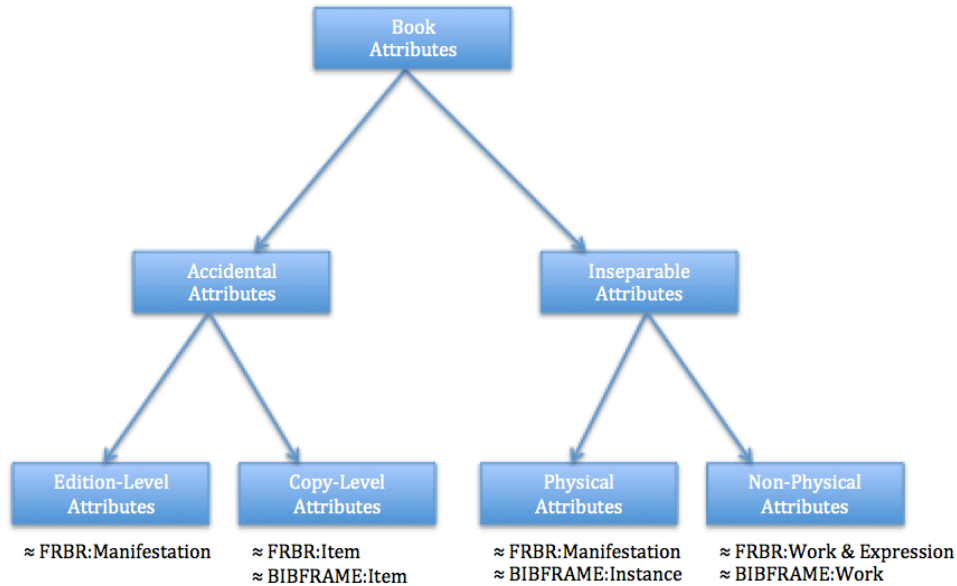 Book
Attributes
Accidental
Attributes
Inseparable
Attributes
Edition-Level
Attributes
Copy-Level
Attributes
Physical
Attributes
Non-Physical
Attributes
≈ FRBR:Manifestation
≈ FRBR:Item
≈ BIBFRAME:Item
≈ FRBR:Manifestation
≈ BIBFRAME:Instance
≈ FRBR:Work & Expression
≈ BIBFRAME:Work